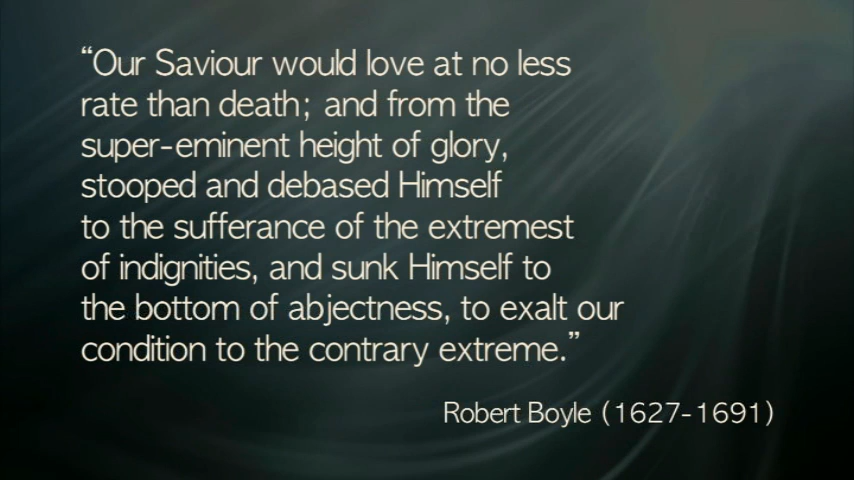 “Our Saviour would love at no less
rate than death; and from the
super-eminent height of glory,
stooped and debased Himself
to the sufferance of the extremest
of indignities, and sunk Himself to
the bottom of abjectness, to exalt our
condition to the contrary extreme.”
Robert Boyle (1627-1691)